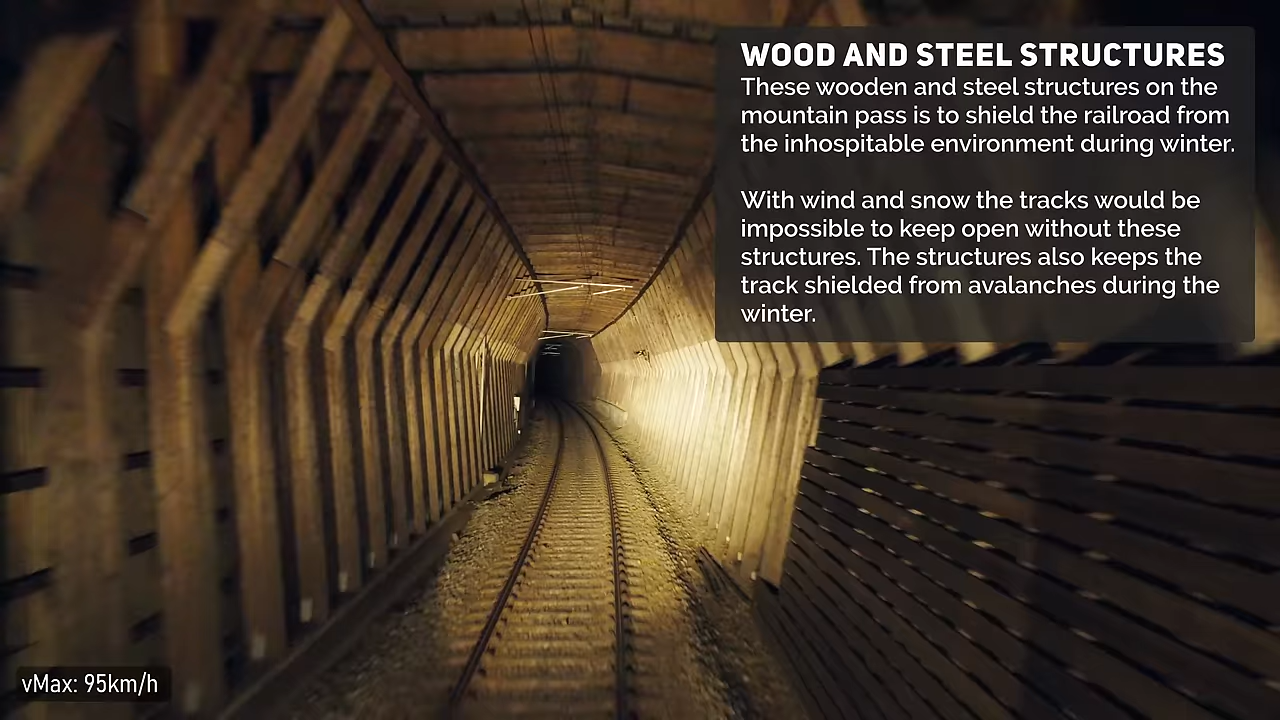 WOOD AND STEEL STRUCTURES
These wooden and steel structures on the
mountain pass is to shield the railroad from
the inhospitable environment during winter.
With wind and snow the tracks would be
impossible to keep open without these
structures. The structures also keeps the
track shielded from avalanches during the
winter.
vMax: 95km/h